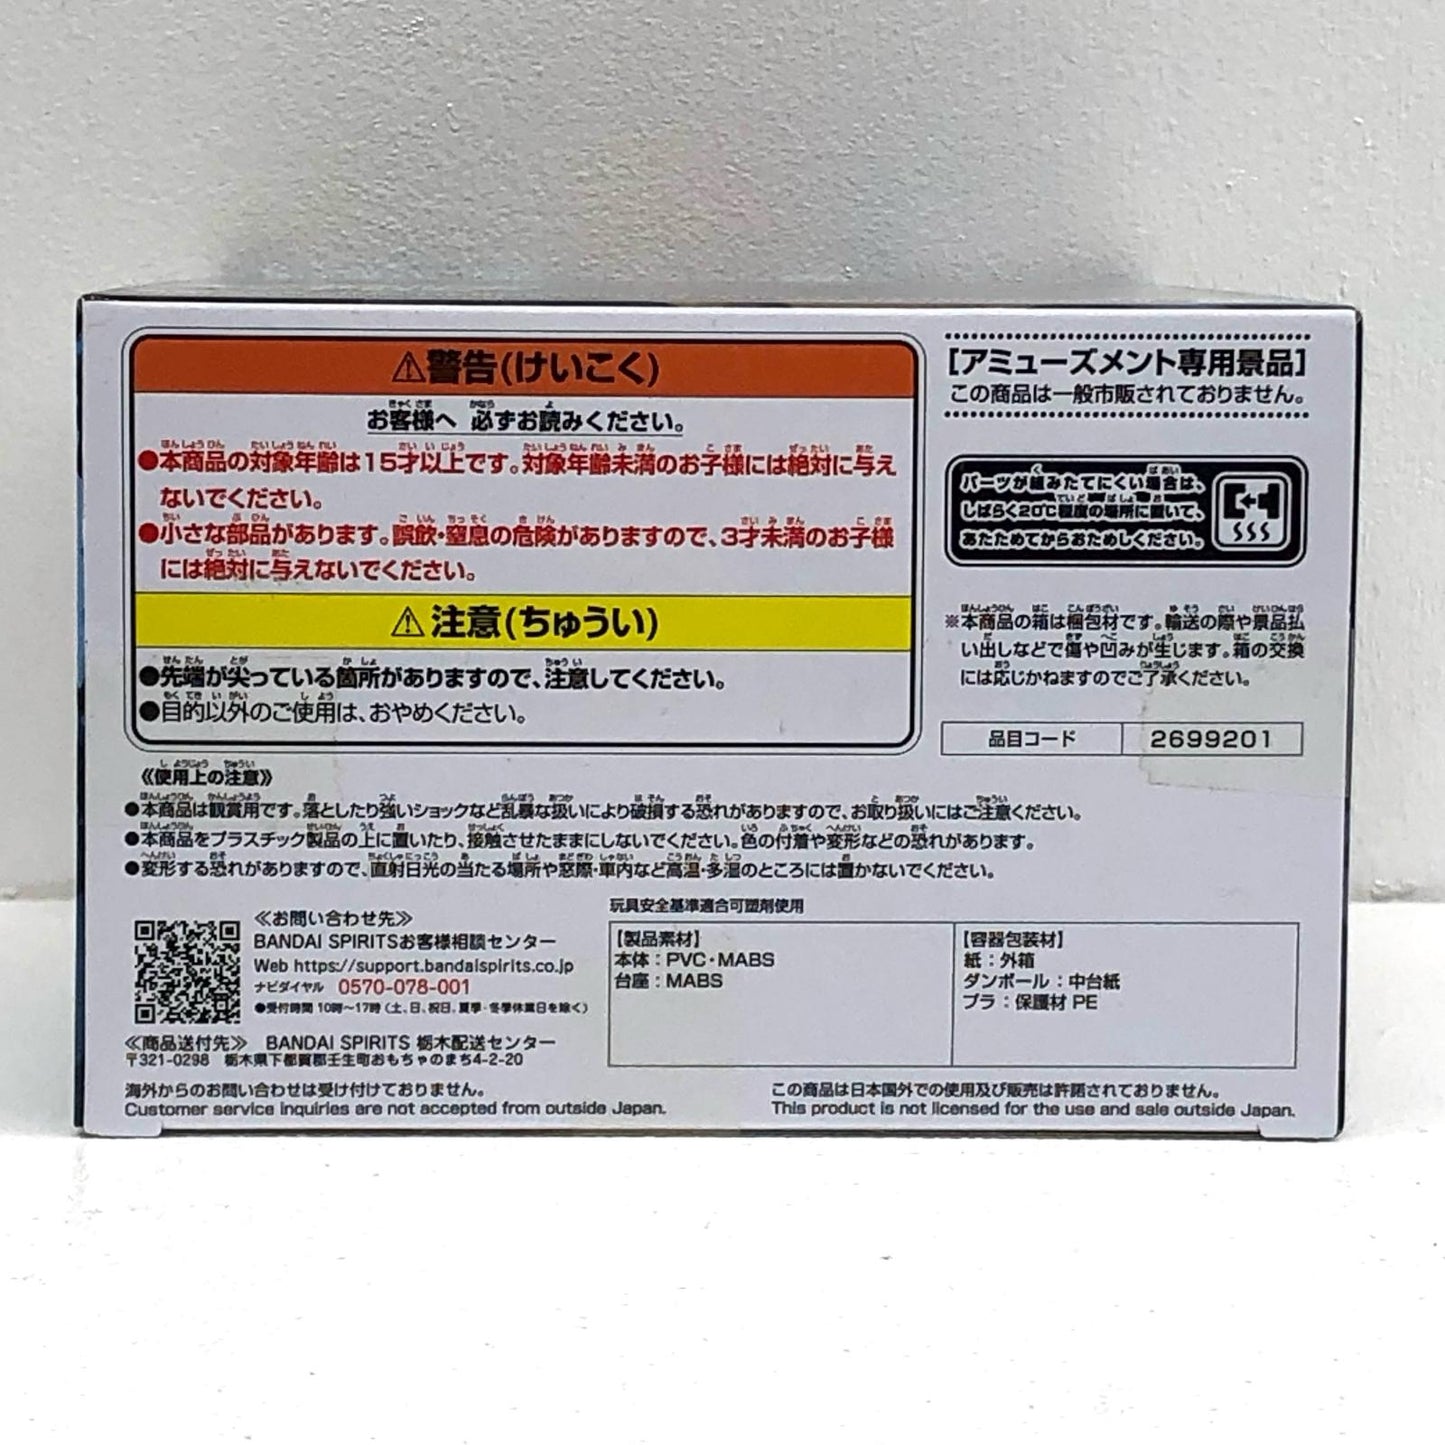 ⚠警告(けいこく)
お客様へ 必ずお読みください。
●本商品の対象年齢は15才以上です。対象年齢未満のお子様には絶対に与え
ないでください。
●小さな部品があります。誤飲・窒息の危険がありますので、3才未満のお子様
には絶対に与えないでください。
⚠注意(ちゅうい)
●先端が尖っている箇所がありますので、注意してください。
●目的以外のご使用は、おやめください。
[アミューズメント専用景品]
この商品は一般市販されておりません。
パーツが組みたてにくい場合は、
しばらく20℃程度の場所に置いて、
あたためてからおためしください。
※本商品の箱は梱包材です。輸送の際や景品払
い出しなどで傷や凹みが生じます。箱の交換
には応じかねますのでご了承ください。
品目コード 2699201
《使用上の注意》
●本商品は観賞用です。落としたり強いショックなど乱暴な扱いにより破損する恐れがありますので、お取り扱いにはご注意ください。
●本商品をプラスチック製品の上に置いたり、接触させたままにしないでください。色の付着や変形などの恐れがあります。
●変形する恐れがありますので、直射日光の当たる場所や窓際・車内など高温・多湿のところには置かないでください。
≪お問い合わせ先≫
BANDAI SPIRITSお客様相談センター
Web https://support.bandaispirits.co.jp
ナビダイヤル 0570-078-001
●受付時間 10時〜17時 (土、日、祝日、夏季・冬季休業日を除く)
≪商品送付先≫ BANDAI SPIRITS 栃木配送センター
〒321-0298 栃木県下都賀郡壬生町おもちゃのまち4-2-20
玩具安全基準適合可塑剤使用
【製品素材】
本体：PVC・MABS
台座：MABS
【容器包装材】
紙：外箱
ダンボール：中台紙
プラ：保護材 PE
海外からのお問い合わせは受け付けておりません。
Customer service inquiries are not accepted from outside Japan.
この商品は日本国外での使用及び販売は許諾されておりません。
This product is not licensed for the use and sale outside Japan.